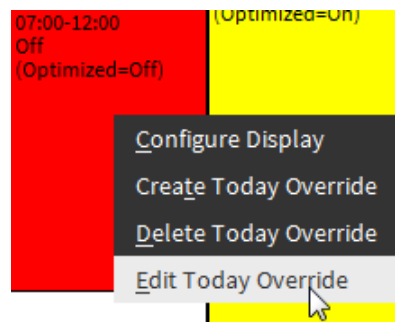 07:00-12:00
Off
(Optimized=Off)
(Optimized=On)
Configure Display
Create Today Override
Delete Today Override
Edit Today Override